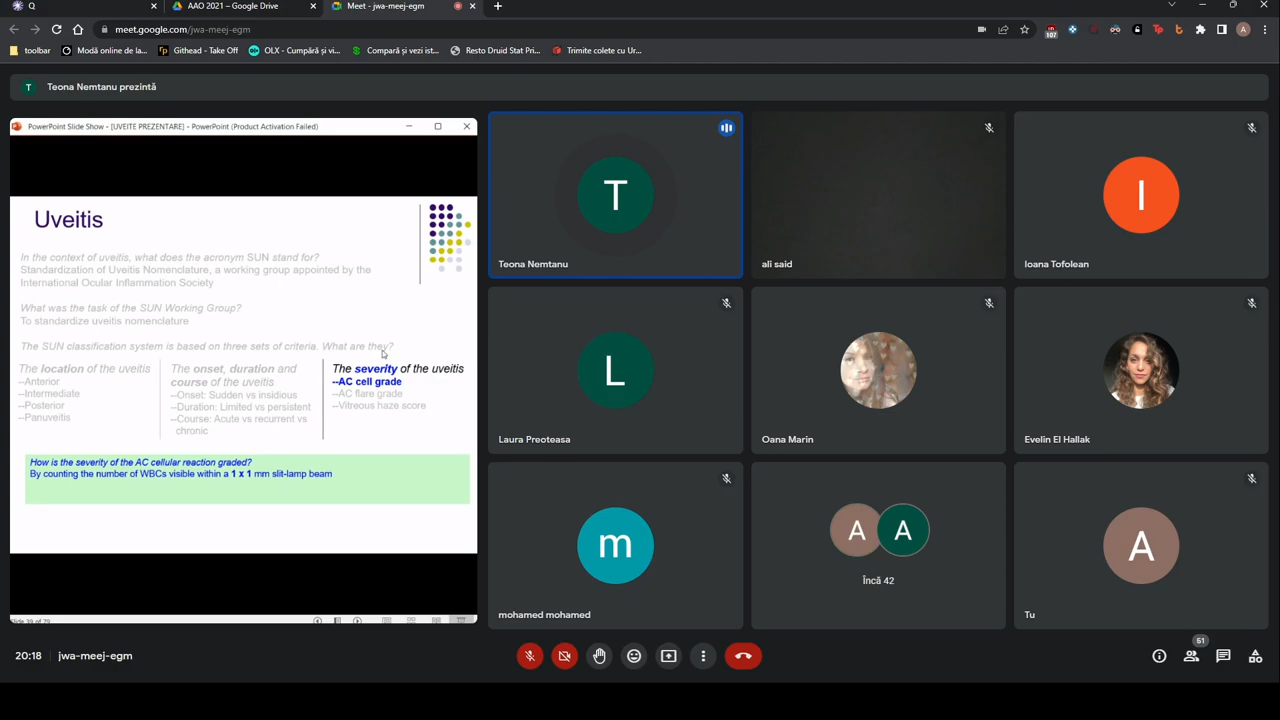 Q
AAO 2021 – Google Drive
Meet - jwa-meej-egm
meet.google.com/jwa-meej-egm
107
Tp
b
A
toolbar
Modă online de la...
Githead - Take Off
OLX - Cumpără și vi...
Compară și vezi ist...
Resto Druid Stat Pri...
Trimite colete cu Ur...
T
Teona Nemtanu prezintă
PowerPoint Slide Show - [UVEITE PREZENTARE] - PowerPoint (Product Activation Failed)
Uveitis
In the context of uveitis, what does the acronym SUN stand for?
Standardization of Uveitis Nomenclature, a working group appointed by the
International Ocular Inflammation Society
What was the task of the SUN Working Group?
To standardize uveitis nomenclature
The SUN classification system is based on three sets of criteria. What are they?
The location of the uveitis
--Anterior
--Intermediate
--Posterior
--Panuveitis
The onset, duration and
course of the uveitis
--Onset: Sudden vs insidious
--Duration: Limited vs persistent
--Course: Acute vs recurrent vs
chronic
The severity of the uveitis
--AC cell grade
--AC flare grade
--Vitreous haze score
How is the severity of the AC cellular reaction graded?
By counting the number of WBCs visible within a 1 x 1 mm slit-lamp beam
Slide 39 of 79
T
Teona Nemtanu
ali said
I
Ioana Tofolean
L
Laura Preoteasa
Oana Marin
Evelin El Hallak
m
mohamed mohamed
A A
Încă 42
A
Tu
20:18
jwa-meej-egm
51